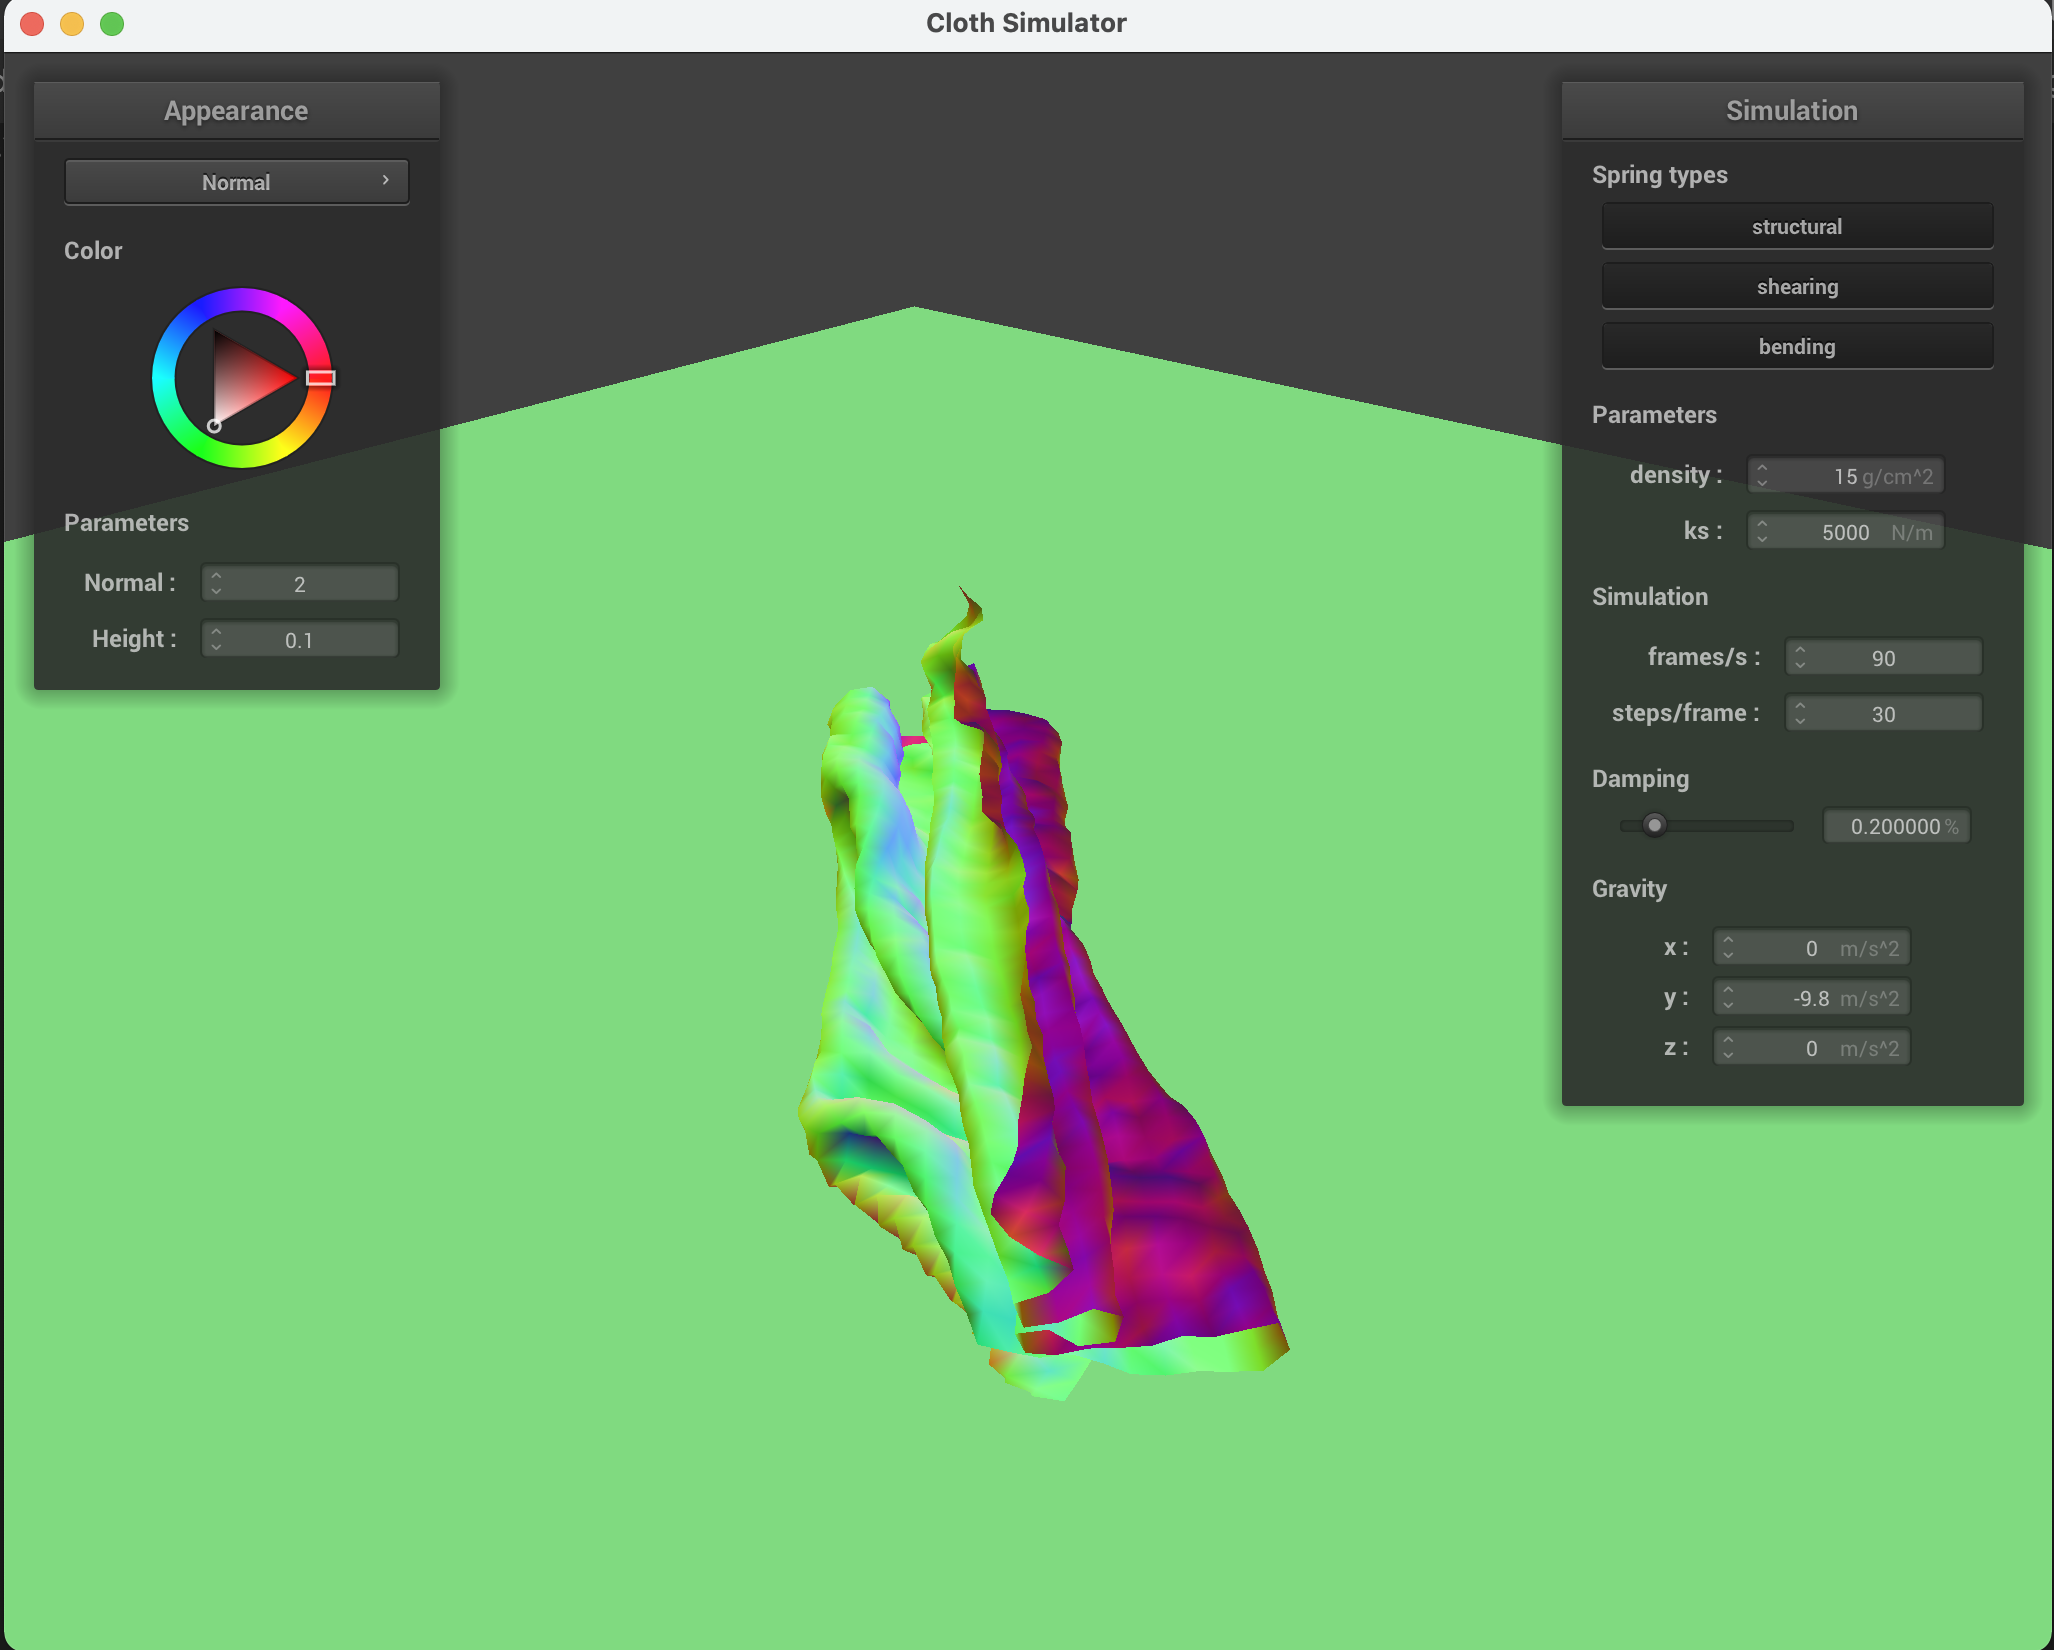 Cloth Simulator
Appearance
Normal
Color
Parameters
Normal : 2
Height : 0.1
Simulation
Spring types
structural
shearing
bending
Parameters
density : 15 g/cm^2
ks : 5000 N/m
Simulation
frames/s : 90
steps/frame : 30
Damping
0.200000 %
Gravity
x : 0 m/s^2
y : -9.8 m/s^2
z : 0 m/s^2